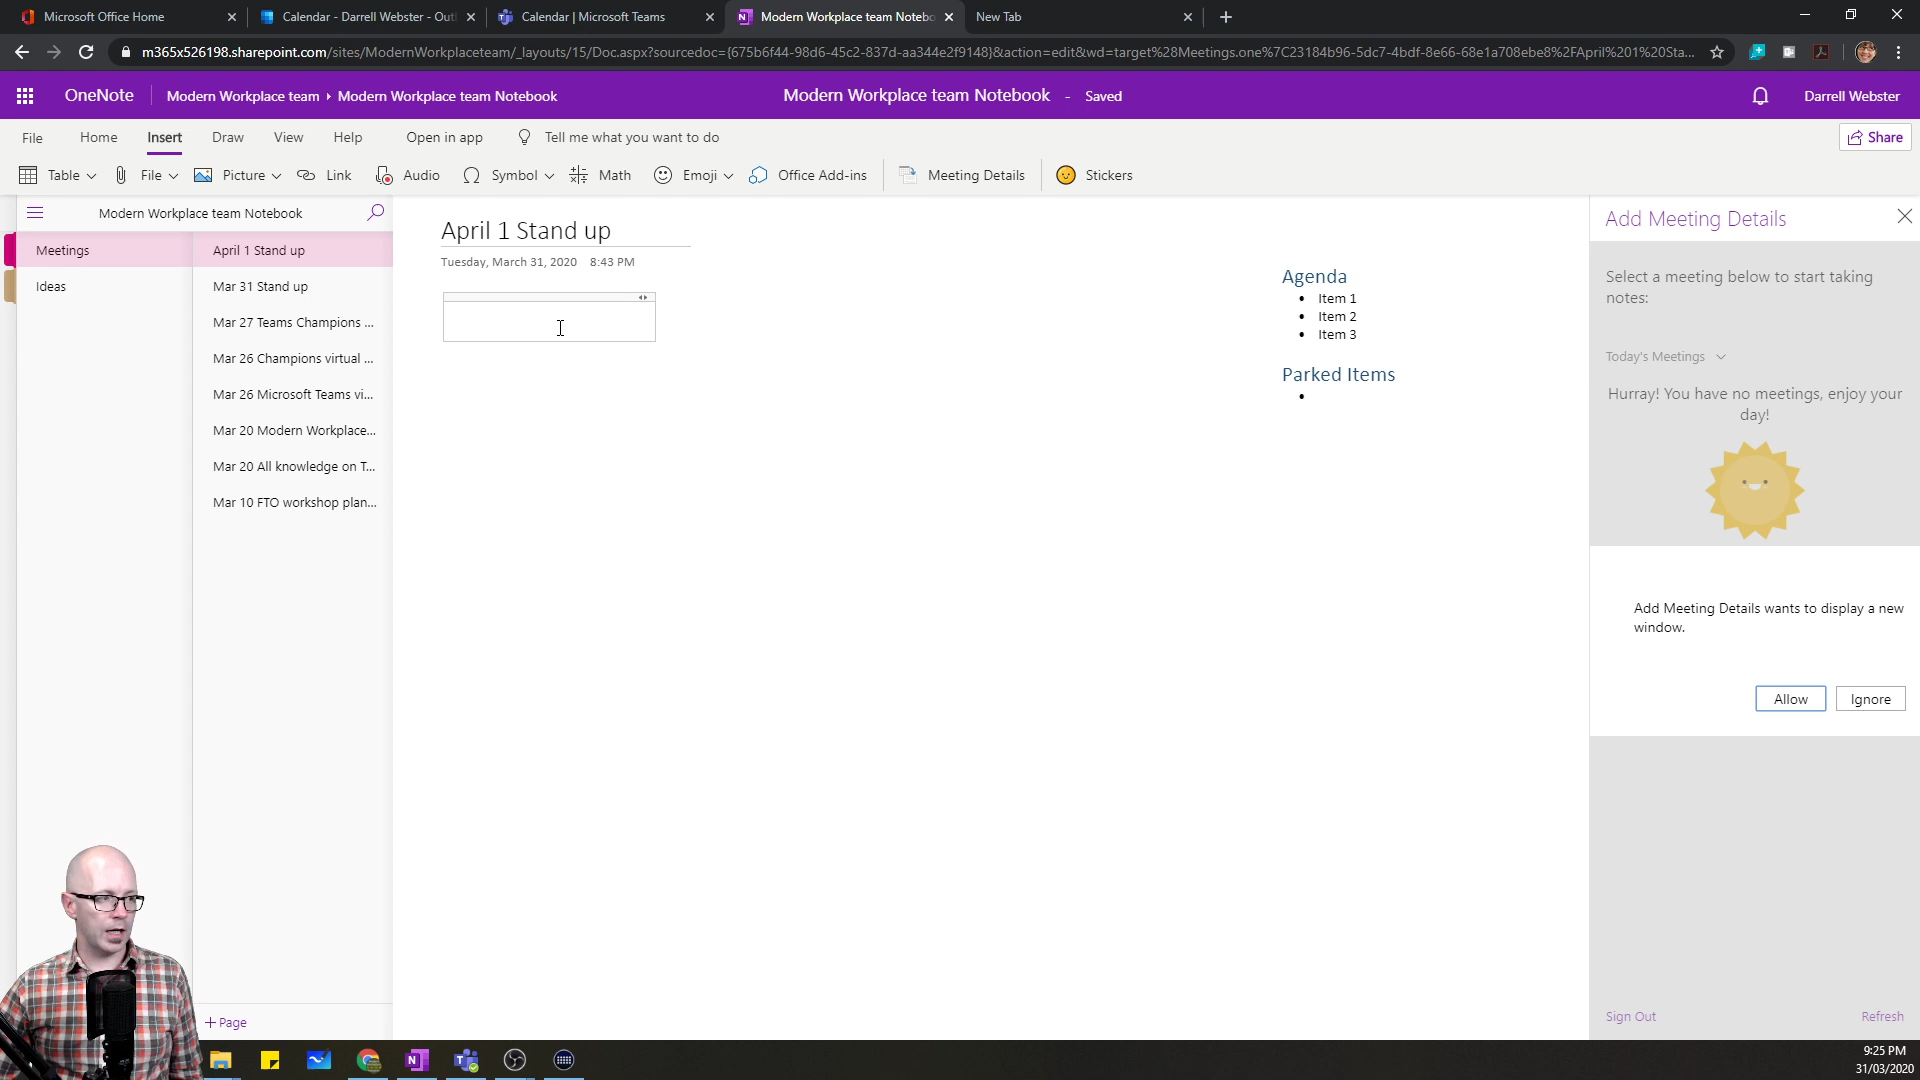 Microsoft Office Home
Calendar - Darrell Webster - Outl
Calendar | Microsoft Teams
Modern Workplace team Notebo
New Tab
m365x526198.sharepoint.com/sites/ModernWorkplaceteam/_layouts/15/Doc.aspx?sourcedoc={675b6f44-98d6-45c2-837d-aa344e2f9148}&action=edit&wd=target%28Meetings.one%7C23184b96-5dc7-4bdf-8e66-68e1a708ebe8%2FApril%201%20Sta...
OneNote
Modern Workplace team ▸ Modern Workplace team Notebook
Modern Workplace team Notebook - Saved
Darrell Webster
File Home Insert Draw View Help Open in app Tell me what you want to do
Share
Table File Picture Link Audio Symbol Math Emoji Office Add-ins Meeting Details Stickers
Modern Workplace team Notebook
Meetings
Ideas
April 1 Stand up
Mar 31 Stand up
Mar 27 Teams Champions ...
Mar 26 Champions virtual ...
Mar 26 Microsoft Teams vi...
Mar 20 Modern Workplace...
Mar 20 All knowledge on T...
Mar 10 FTO workshop plan...
+ Page
April 1 Stand up
Tuesday, March 31, 2020 8:43 PM
Agenda
• Item 1
• Item 2
• Item 3
Parked Items
•
Add Meeting Details
Select a meeting below to start taking
notes:
Today's Meetings
Hurray! You have no meetings, enjoy your
day!
Add Meeting Details wants to display a new
window.
Allow
Ignore
Sign Out
Refresh
9:25 PM
31/03/2020